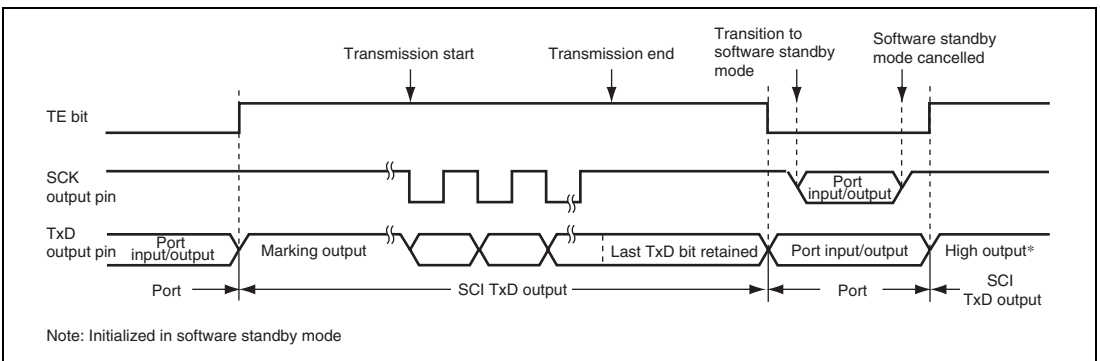 Transmission start
Transmission end
Transition to
software standby
mode
Software standby
mode cancelled
TE bit
SCK
output pin
Port
input/output
TxD
output pin
Port
input/output
Marking output
Last TxD bit retained
Port input/output
High output*
Port
SCI TxD output
Port
SCI
TxD output
Note: Initialized in software standby mode